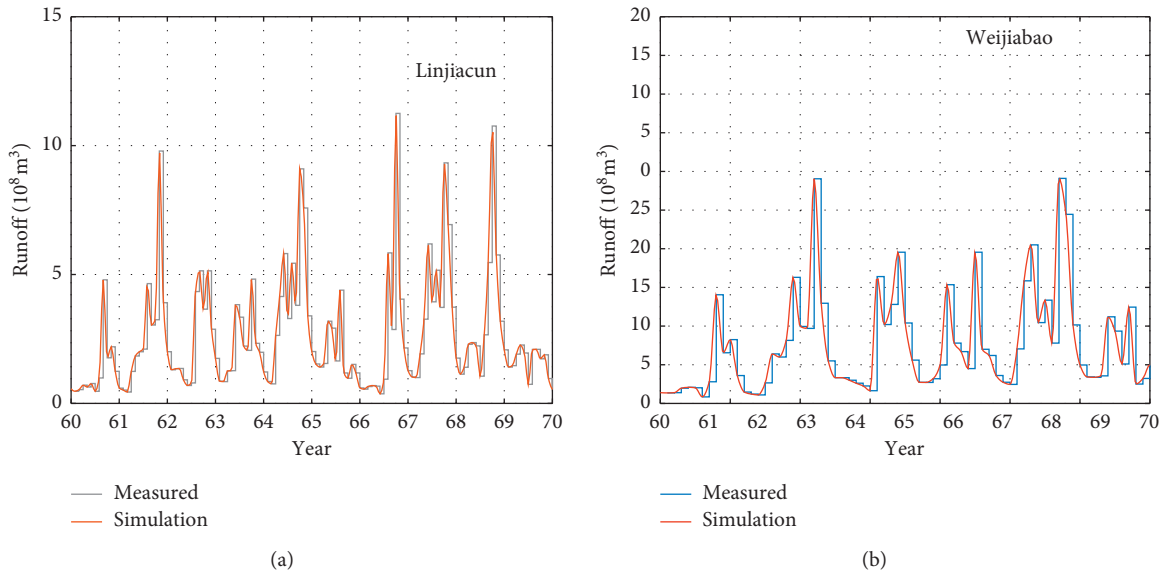 15
10
5
0
Runoff (10⁸ m³)
Linjiacun
60 61 62 63 64 65 66 67 68 69 70
Year
Measured
Simulation
(a)
20
15
20
5
0
20
20
15
10
5
0
Runoff (10⁸ m³)
Weijiabao
60 61 62 63 64 65 66 67 68 69 70
Year
Measured
Simulation
(b)